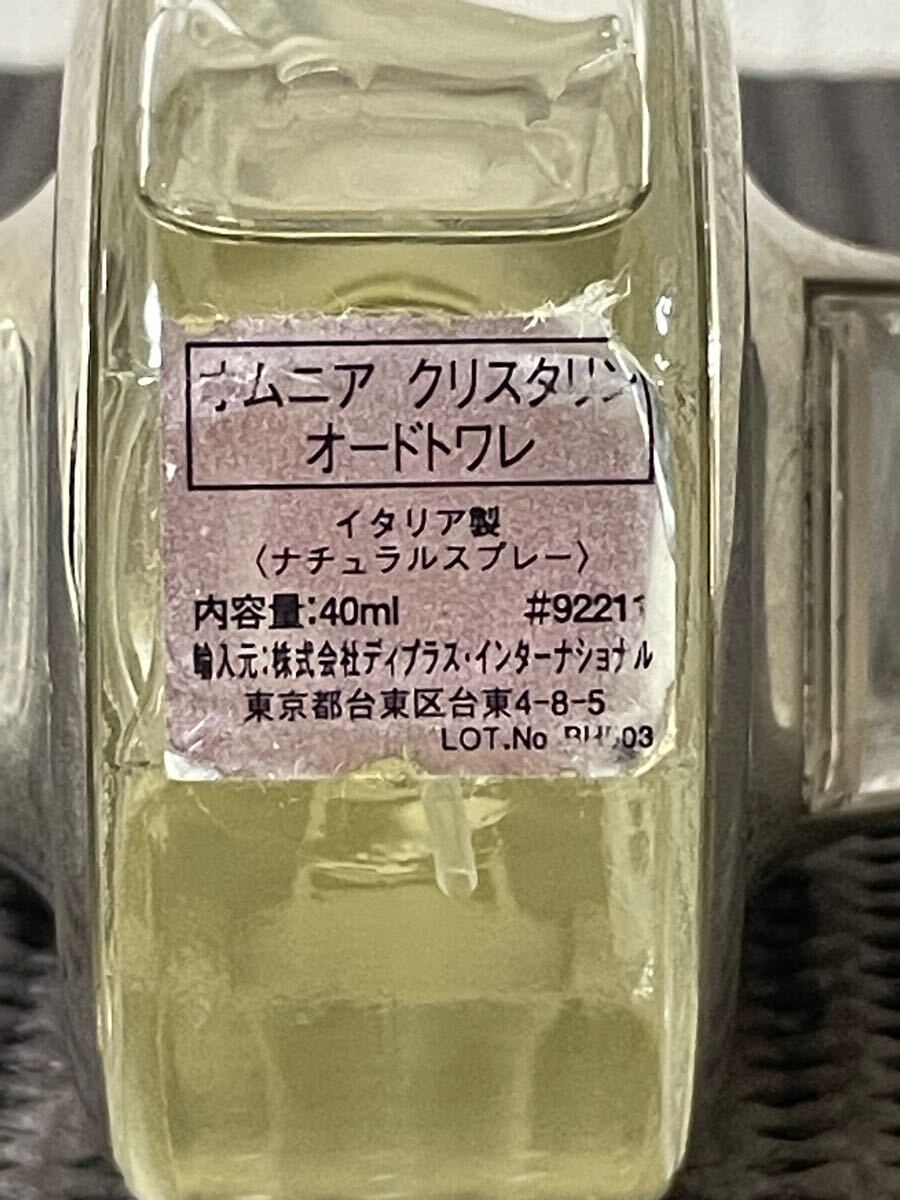 オムニア クリスタリン
オードトワレ
イタリア製
〈ナチュラルスプレー〉
内容量:40ml #92211
輸入元:株式会社ディプラス・インターナショナル
東京都台東区台東4-8-5
LOT.No